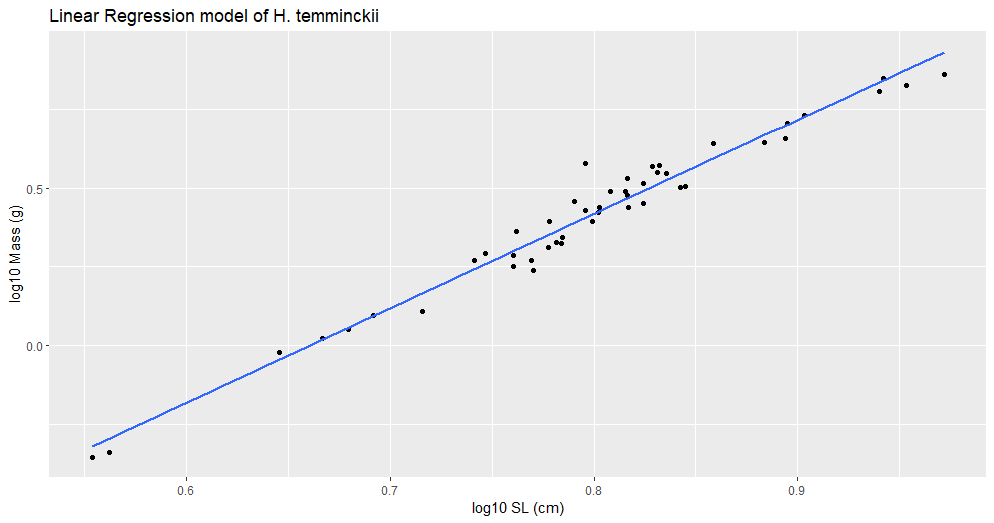 Linear Regression model of H. temminckii
log10 Mass (g)
0.5
0.0
0.6 0.7 0.8 0.9
log10 SL (cm)